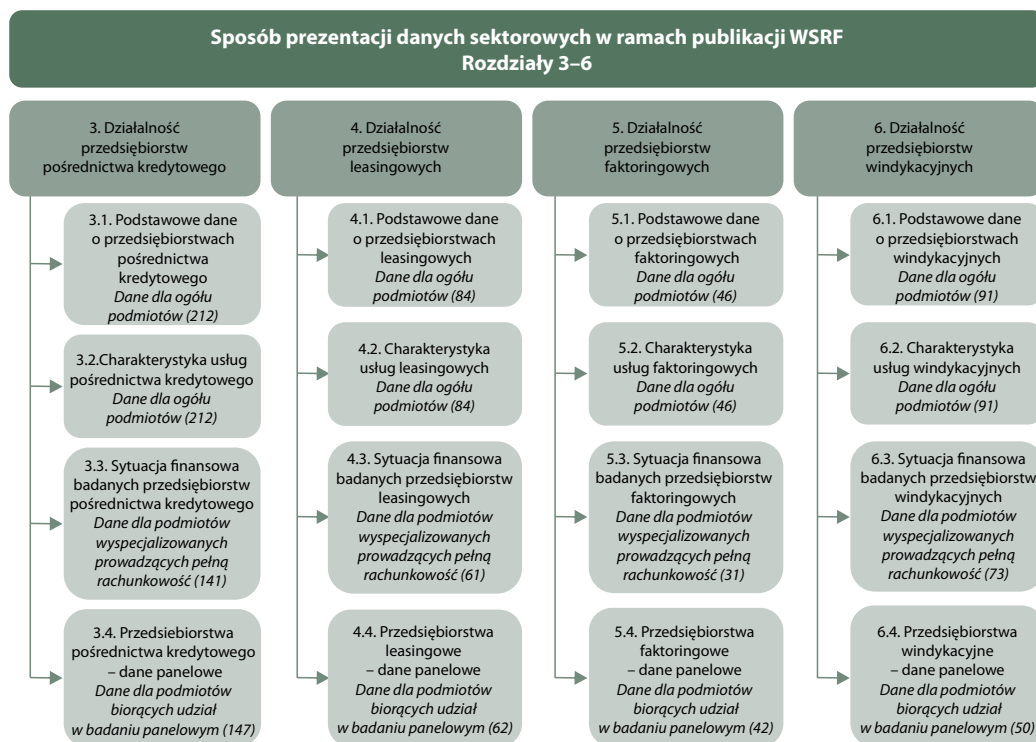 Sposób prezentacji danych sektorowych w ramach publikacji WSRF
Rozdziały 3–6
3. Działalność
przedsiębiorstw
pośrednictwa kredytowego
3.1. Podstawowe dane
o przedsiębiorstwach
pośrednictwa
kredytowego
Dane dla ogółu
podmiotów (212)
3.2.Charakterystyka usług
pośrednictwa kredytowego
Dane dla ogółu
podmiotów (212)
3.3. Sytuacja finansowa
badanych przedsiębiorstw
pośrednictwa kredytowego
Dane dla podmiotów
wyspecjalizowanych
prowadzących pełną
rachunkowość (141)
3.4. Przedsiebiorstwa
pośrednictwa kredytowego
– dane panelowe
Dane dla podmiotów
biorących udział
w badaniu panelowym (147)
4. Działalność
przedsiębiorstw
leasingowych
4.1. Podstawowe dane
o przedsiębiorstwach
leasingowych
Dane dla ogółu
podmiotów (84)
4.2. Charakterystyka
usług leasingowych
Dane dla ogółu
podmiotów (84)
4.3. Sytuacja finansowa
badanych przedsiębiorstw
leasingowych
Dane dla podmiotów
wyspecjalizowanych
prowadzących pełną
rachunkowość (61)
4.4. Przedsiębiorstwa
leasingowe
– dane panelowe
Dane dla podmiotów
biorących udział
w badaniu panelowym (62)
5. Działalność
przedsiębiorstw
faktoringowych
5.1. Podstawowe dane
o przedsiębiorstwach
faktoringowych
Dane dla ogółu
podmiotów (46)
5.2. Charakterystyka
usług faktoringowych
Dane dla ogółu
podmiotów (46)
5.3. Sytuacja finansowa
badanych przedsiębiorstw
faktoringowych
Dane dla podmiotów
wyspecjalizowanych
prowadzących pełną
rachunkowość (31)
5.4. Przedsiębiorstwa
faktoringowe
– dane panelowe
Dane dla podmiotów
biorących udział
w badaniu panelowym (42)
6. Działalność
przedsiębiorstw
windykacyjnych
6.1. Podstawowe dane
o przedsiębiorstwach
windykacyjnych
Dane dla ogółu
podmiotów (91)
6.2. Charakterystyka
usług windykacyjnych
Dane dla ogółu
podmiotów (91)
6.3. Sytuacja finansowa
badanych przedsiębiorstw
windykacyjnych
Dane dla podmiotów
wyspecjalizowanych
prowadzących pełną
rachunkowość (73)
6.4. Przedsiębiorstwa
windykacyjne
– dane panelowe
Dane dla podmiotów
biorących udział
w badaniu panelowym (50)